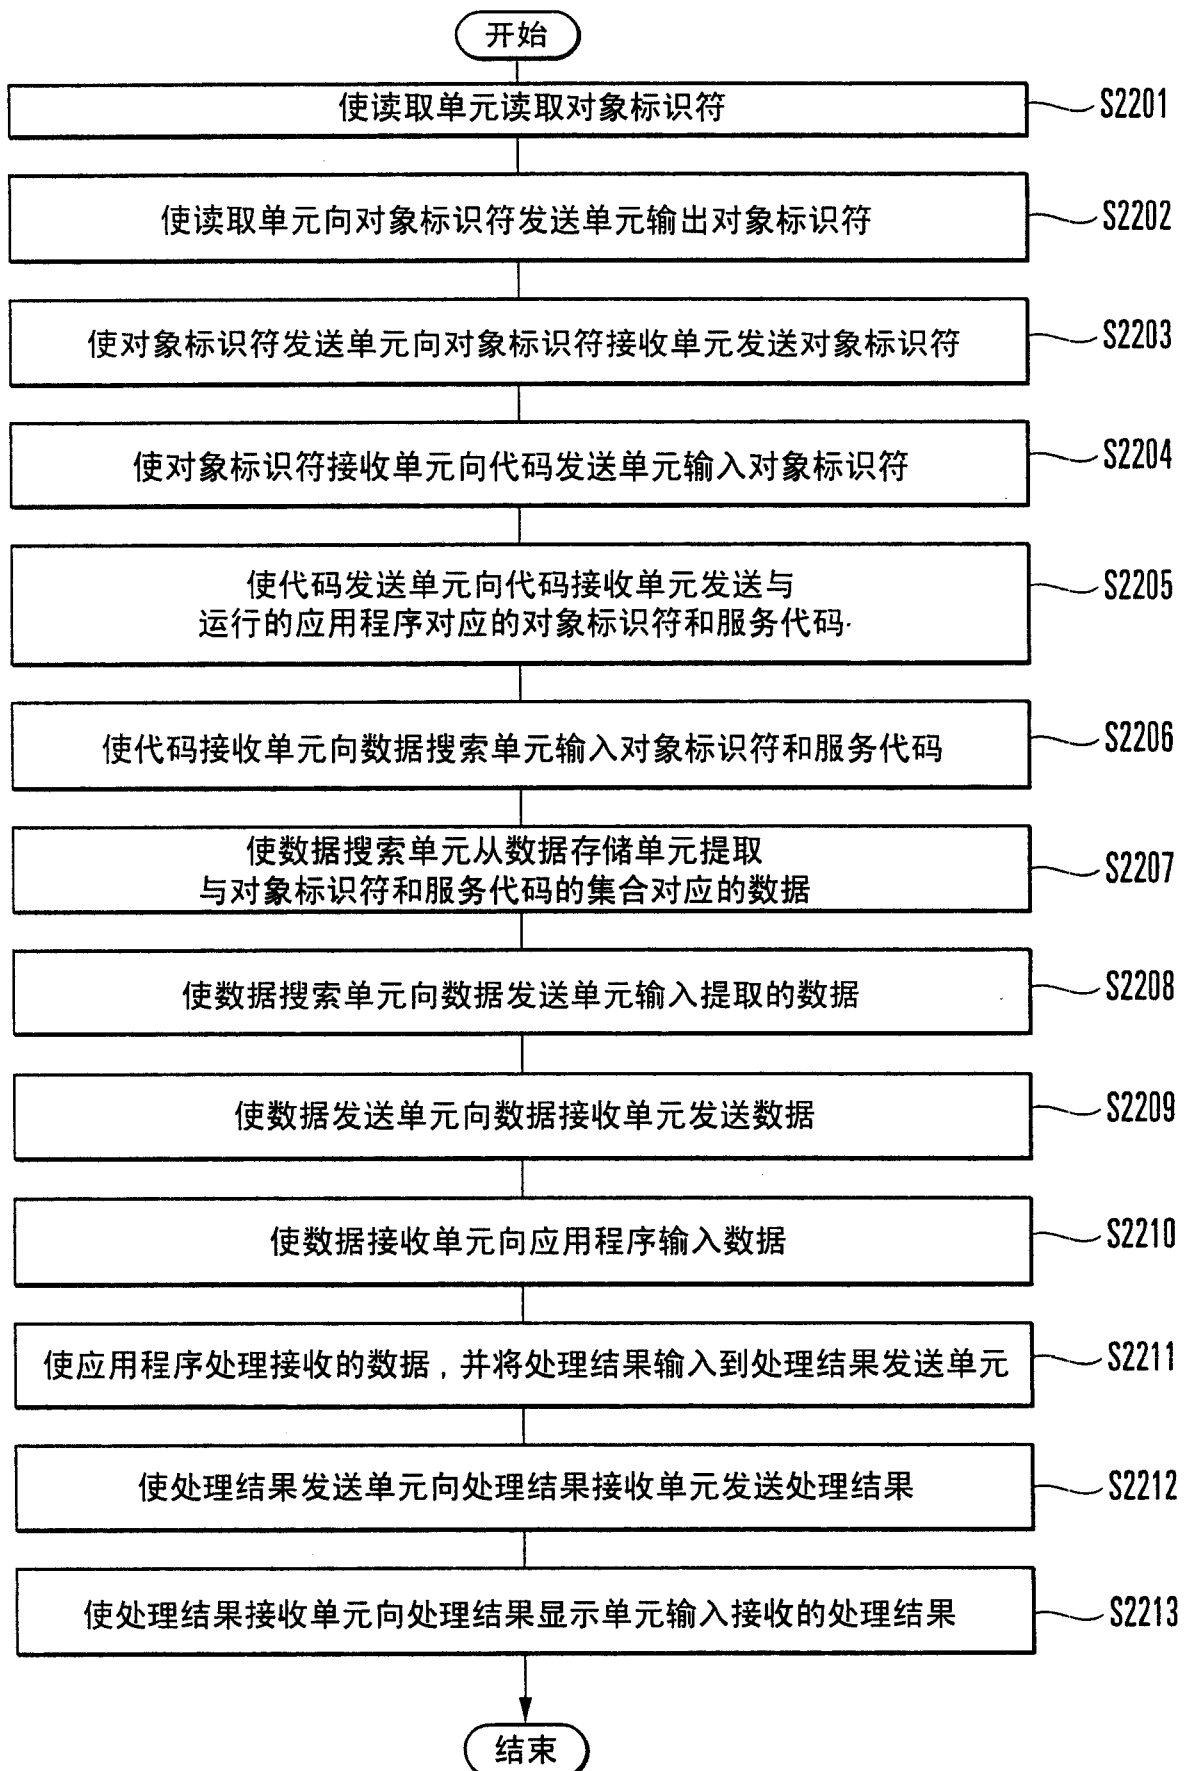 开始
使读取单元读取对象标识符
S2201
使读取单元向对象标识符发送单元输出对象标识符
S2202
使对象标识符发送单元向对象标识符接收单元发送对象标识符
S2203
使对象标识符接收单元向代码发送单元输入对象标识符
S2204
使代码发送单元向代码接收单元发送与
运行的应用程序对应的对象标识符和服务代码
S2205
使代码接收单元向数据搜索单元输入对象标识符和服务代码
S2206
使数据搜索单元从数据存储单元提取
与对象标识符和服务代码的集合对应的数据
S2207
使数据搜索单元向数据发送单元输入提取的数据
S2208
使数据发送单元向数据接收单元发送数据
S2209
使数据接收单元向应用程序输入数据
S2210
使应用程序处理接收的数据，并将处理结果输入到处理结果发送单元
S2211
使处理结果发送单元向处理结果接收单元发送处理结果
S2212
使处理结果接收单元向处理结果显示单元输入接收的处理结果
S2213
结束